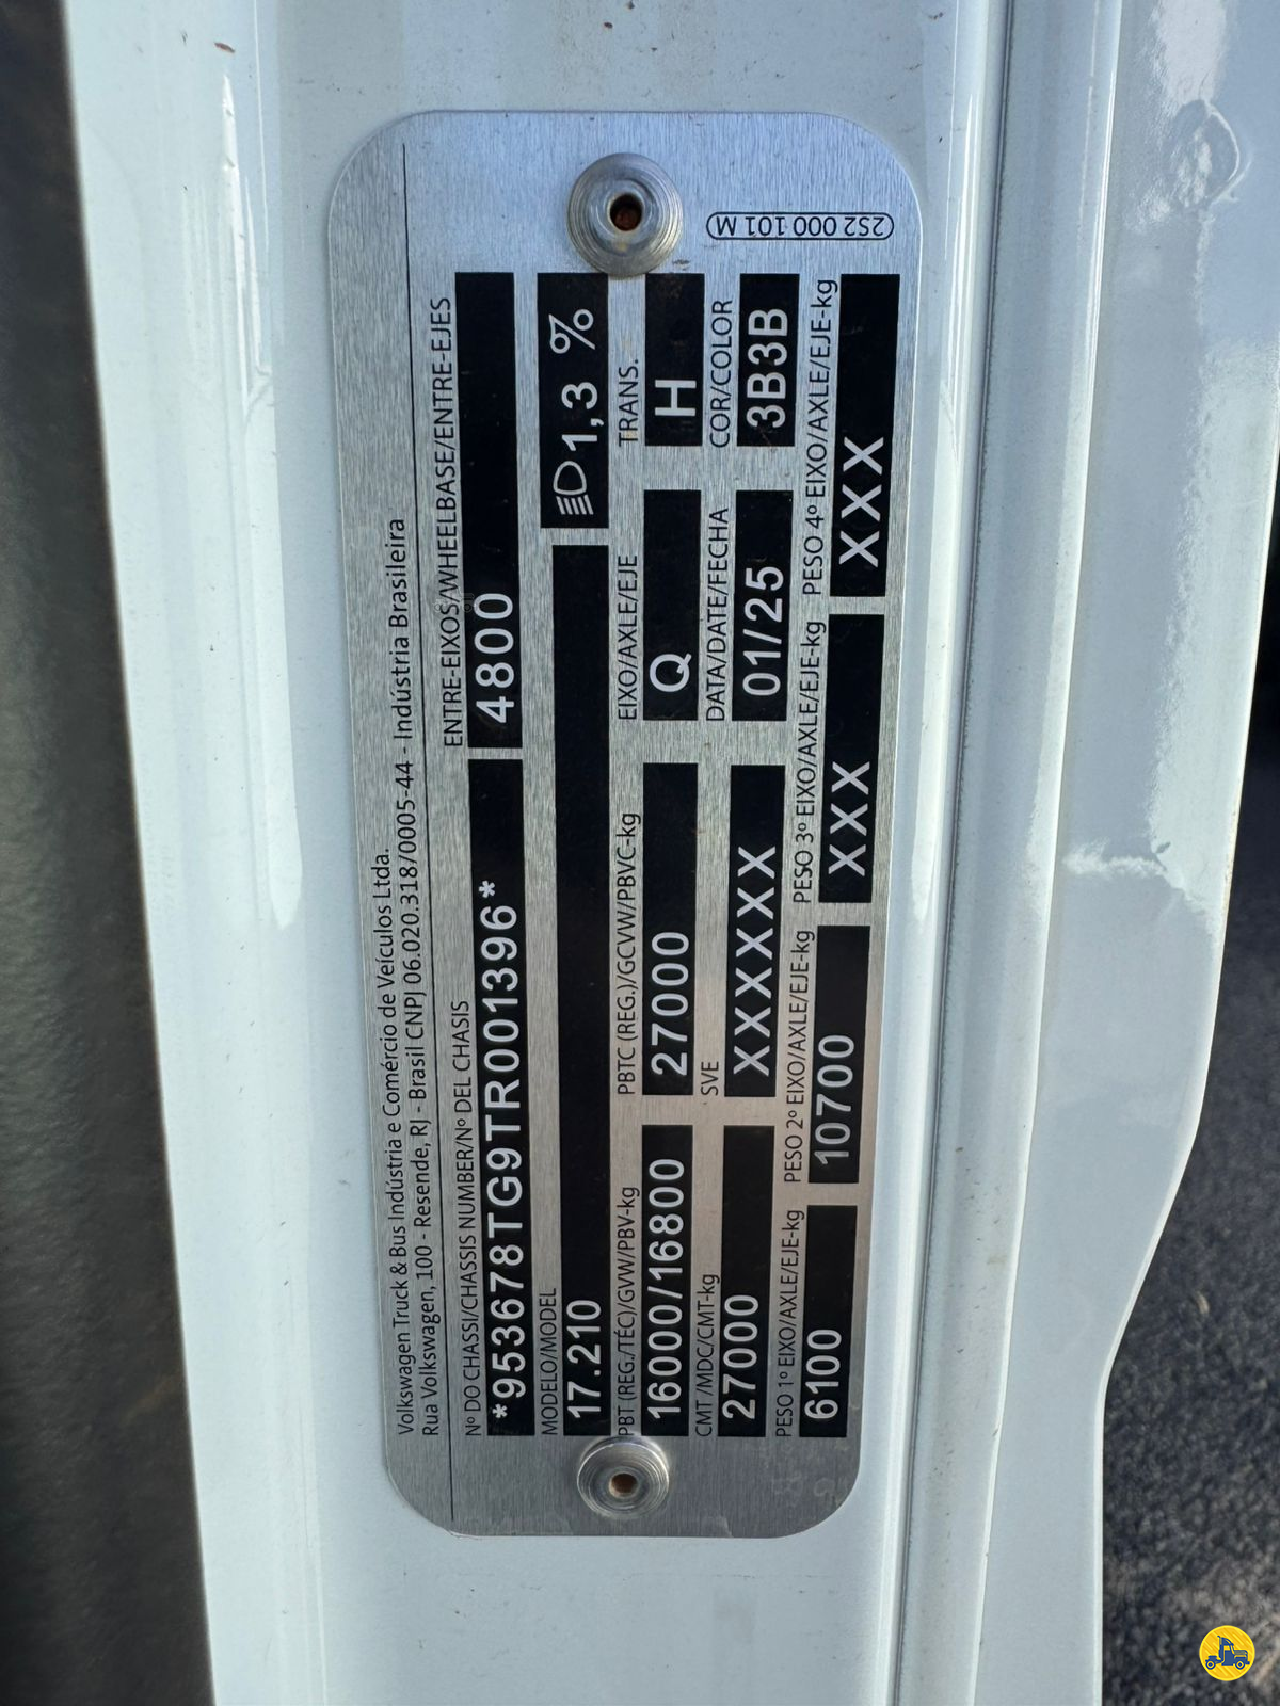 Volkswagen Truck & Bus Indústria e Comércio de Veículos Ltda.
Rua Volkswagen, 100 - Resende, RJ - Brasil CNPJ 06.020.318/0005-44 - Indústria Brasileira
Nº DO CHASSI/CHASSIS NUMBER/Nº DEL CHASIS
*953678TG9TR001396*
ENTRE-EIXOS/WHEELBASE/ENTRE-EJES
4800
MODELO/MODEL
17.210
1,3 %
PBT (REG./TÉC)/GVW/PBV-kg
16000/16800
PBTC (REG.)/GCVW/PBVC-kg
27000
EIXO/AXLE/EJE
Q
TRANS.
H
CMT /MDC/CMT-kg
27000
SVE
XXXXXX
DATA/DATE/FECHA
01/25
COR/COLOR
3B3B
PESO 1º EIXO/AXLE/EJE-kg
6100
PESO 2º EIXO/AXLE/EJE-kg
10700
PESO 3º EIXO/AXLE/EJE-kg
XXX
PESO 4º EIXO/AXLE/EJE-kg
XXX
2S2 000 101 M